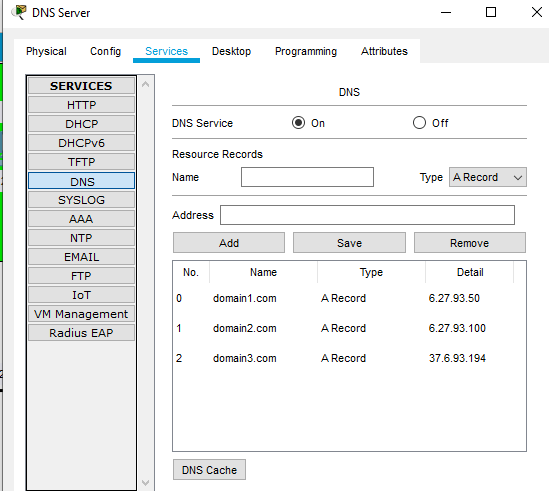 DNS Server
Physical Config Services Desktop Programming Attributes
SERVICES
HTTP
DHCP
DHCPv6
TFTP
DNS
SYSLOG
AAA
NTP
EMAIL
FTP
IoT
VM Management
Radius EAP
DNS
DNS Service On Off
Resource Records
Name Type A Record
Address
Add Save Remove
No. Name Type Detail
0 domain1.com A Record 6.27.93.50
1 domain2.com A Record 6.27.93.100
2 domain3.com A Record 37.6.93.194
DNS Cache